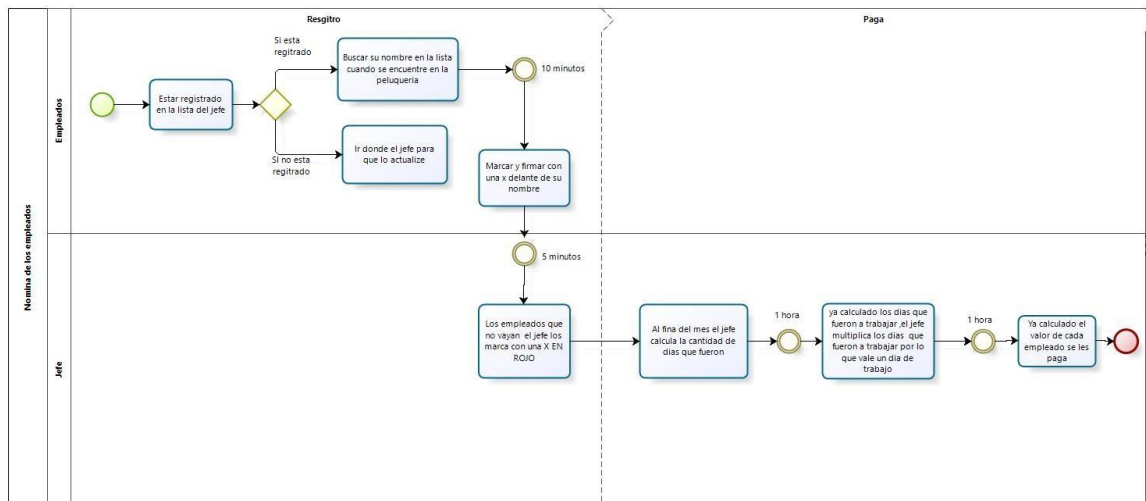 Resgitro
Paga
Nomina de los empleados
Empleados
Estar registrado
en la lista del jefe
Si esta
regitrado
Buscar su nombre en la lista
cuando se encuentre en la
peluqueria
10 minutos
Si no esta
regitrado
Ir donde el jefe para
que lo actualize
Marcar y firmar con
una x delante de su
nombre
Jefe
5 minutos
Los empleados que
no vayan el jefe los
marca con una X EN
ROJO
Al fina del mes el jefe
calcula la cantidad de
dias que fueron
1 hora
ya calculado los dias que
fueron a trabajar ,el jefe
multiplica los dias que
fueron a trabajar por lo
que vale un dia de
trabajo
1 hora
Ya calculado el
valor de cada
empleado se les
paga